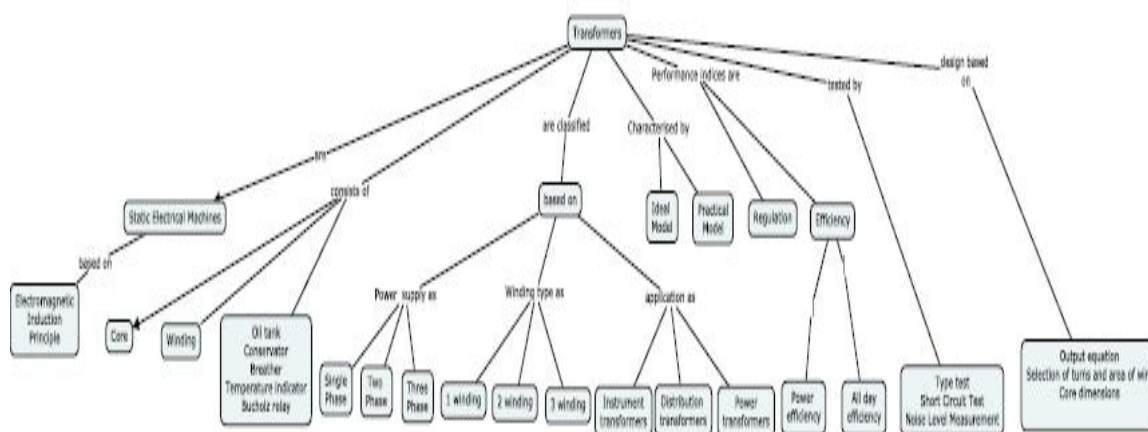 Transformers
design based
on
Performance indices are
tested by
are classified
Characterised by
are
consists of
Static Electrical Machines
based on
Ideal
Model
Practical
Model
Regulation
Efficiency
based on
Electromagnetic
Induction
Principle
Core
Winding
Oil tank
Conservator
Breather
Temperature indicator
Bucholz relay
Power supply as
Winding type as
application as
Single
Phase
Two
Phase
Three
Phase
1 winding
2 winding
3 winding
Instrument
transformers
Distribution
transformers
Power
transformers
Power
efficiency
All day
efficiency
Type test
Short Circuit Test
Noise Level Measurement
Output equation
Selection of turns and area of win
Core dimensions